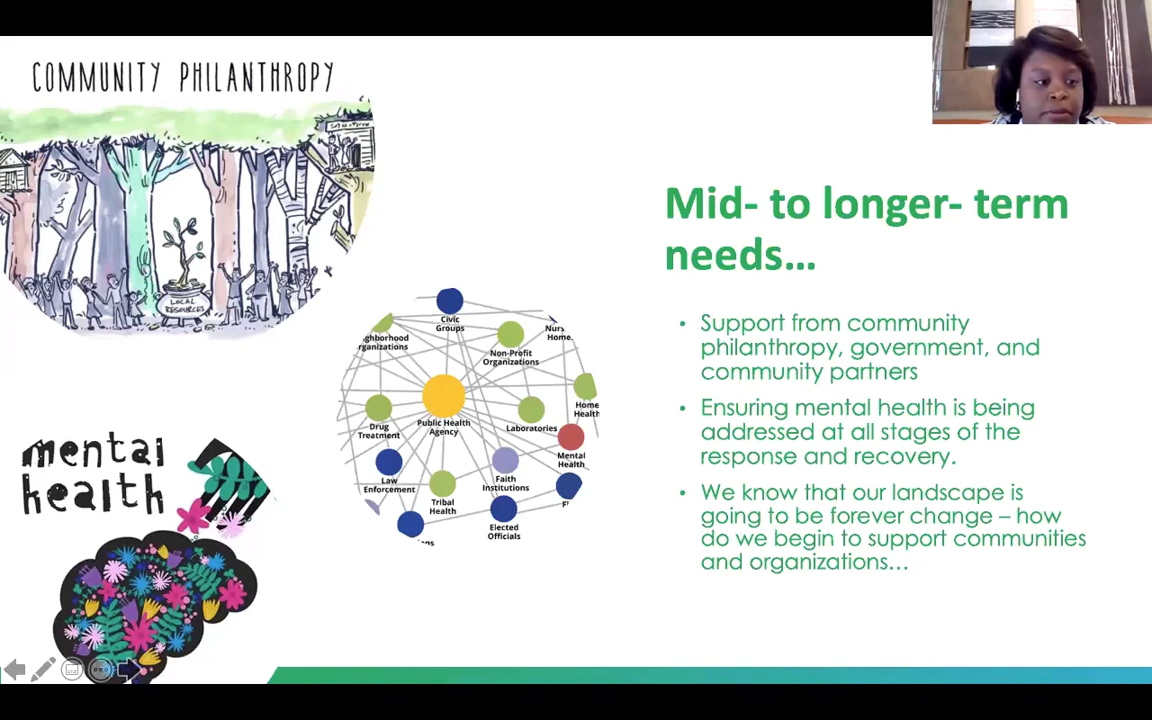 COMMUNITY PHILANTHROPY
LOCAL
RESOURCES
Mid- to longer- term
needs...
• Support from community
philanthropy, government, and
community partners
• Ensuring mental health is being
addressed at all stages of the
response and recovery.
• We know that our landscape is
going to be forever change – how
do we begin to support communities
and organizations...
Civic
Groups
ghborhood
rganizations
Non-Profit
Organizations
Nurs
Home
Home
Health
Drug
Treatment
Public Health
Agency
Laboratories
Mental
Health
Law
Enforcement
Tribal
Health
Faith
Institutions
Elected
Officials
ons
mental
health